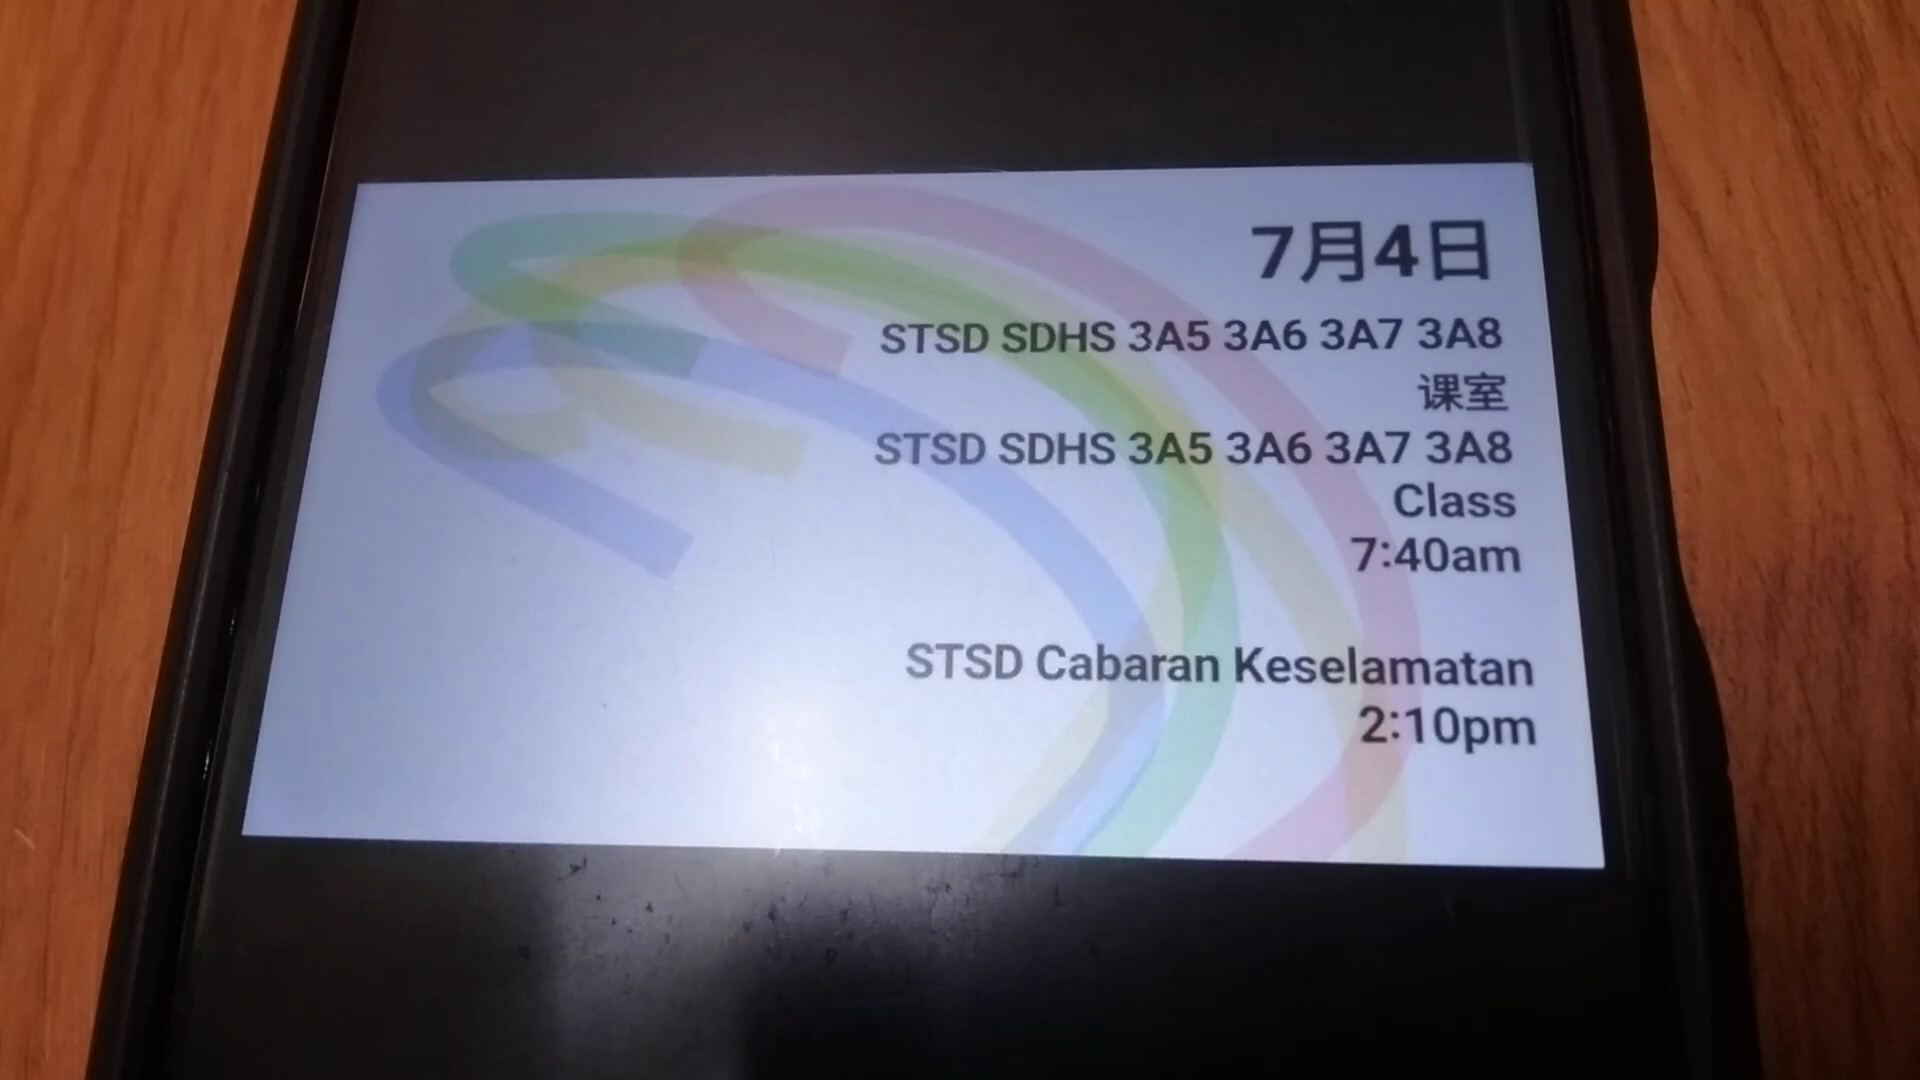 7月4日
STSD SDHS 3A5 3A6 3A7 3A8
课室
STSD SDHS 3A5 3A6 3A7 3A8
Class
7:40am
STSD Cabaran Keselamatan
2:10pm